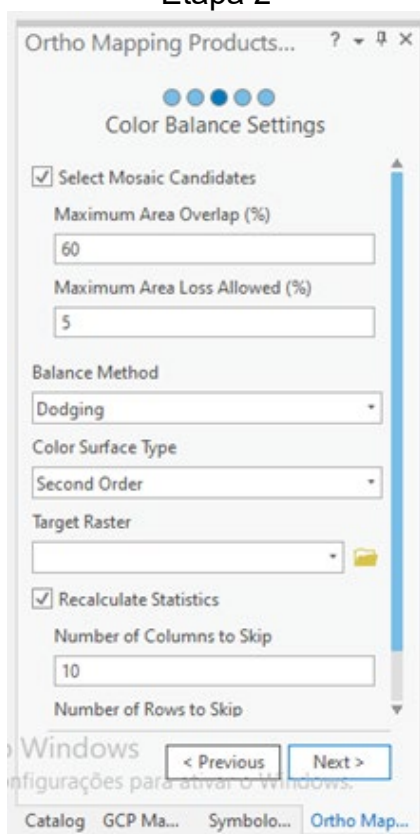 Etapa 2
Ortho Mapping Products... ?
Color Balance Settings
Select Mosaic Candidates
Maximum Area Overlap (%)
60
Maximum Area Loss Allowed (%)
5
Balance Method
Dodging
Color Surface Type
Second Order
Target Raster
Recalculate Statistics
Number of Columns to Skip
10
Number of Rows to Skip
Windows
< Previous Next >
nfigurações para ativar o Windows.
Catalog GCP Ma... Symbolo... Ortho Map...